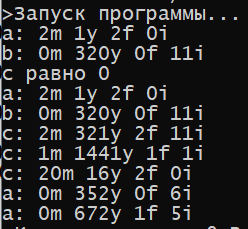 >Запуск программы...
a: 2m 1y 2f 0i
b: 0m 320y 0f 11i
c равно 0
a: 2m 1y 2f 0i
b: 0m 320y 0f 11i
c: 2m 321y 2f 11i
c: 1m 1441y 1f 1i
c: 20m 16y 2f 0i
a: 0m 352y 0f 6i
a: 0m 672y 1f 5i